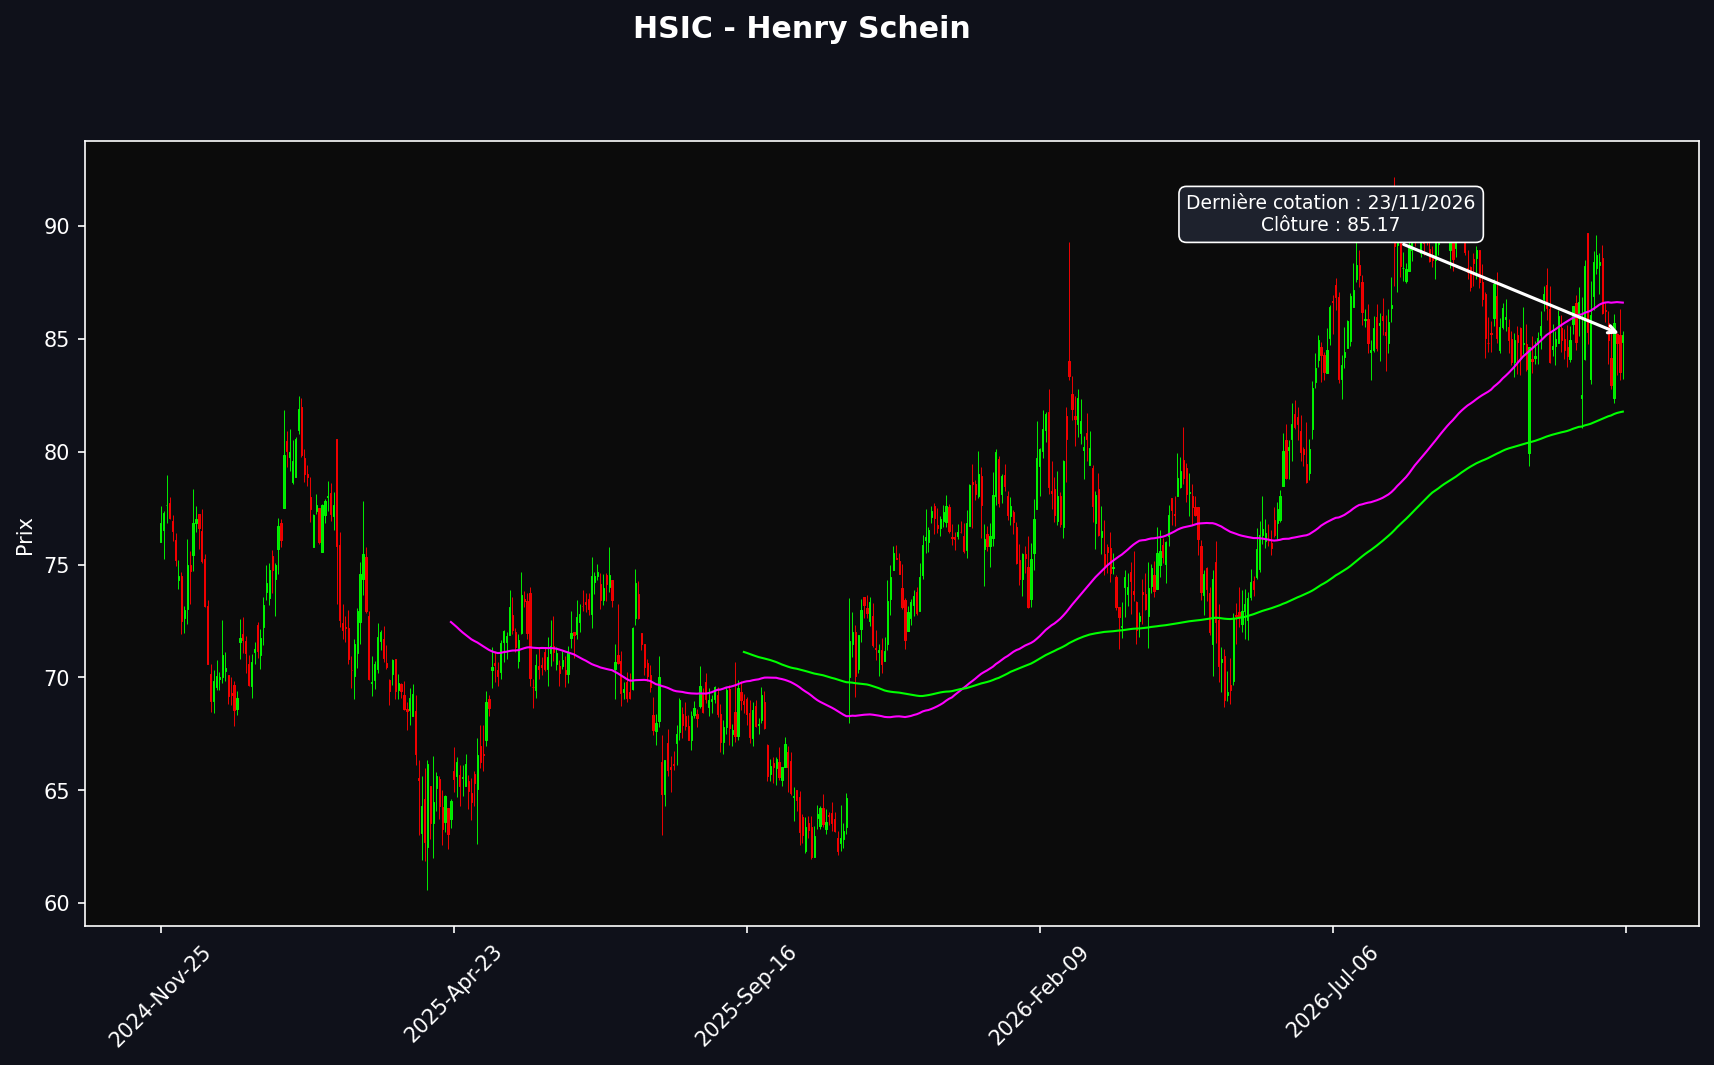 HSIC - Henry Schein
Dernière cotation : 23/11/2026
Clôture : 85.17
Prix
90
85
80
75
70
65
60
2024-Nov-25
2025-Apr-23
2025-Sep-16
2026-Feb-09
2026-Jul-06